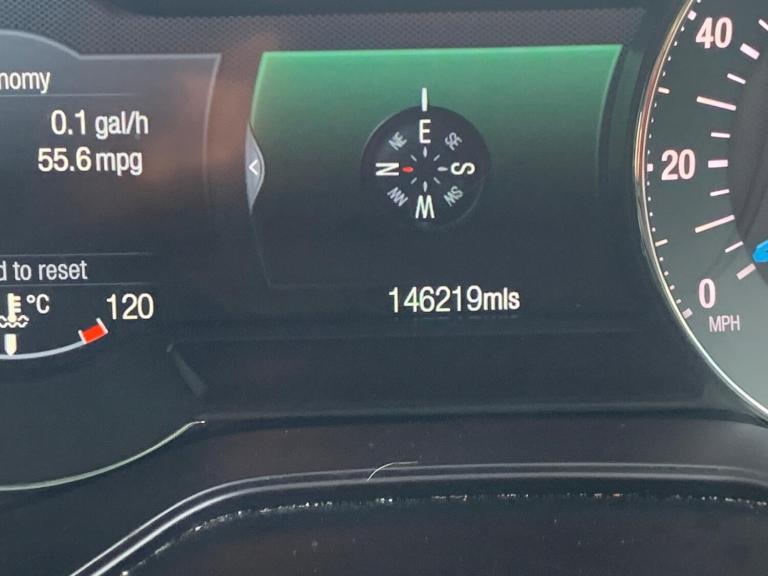 nomy
0.1 gal/h
55.6 mpg
d to reset
°C 120
<
E
NE SE
N S
NW SW
W
146219mls
40
20
0
MPH